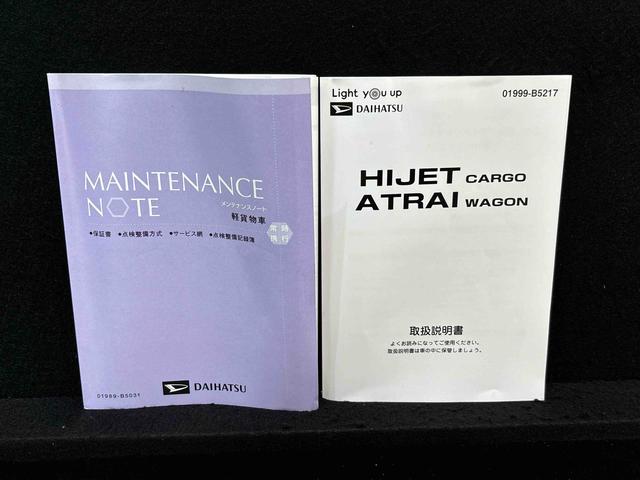 MAINTENANCE
NOTE
メンテナンスノート
軽貨物車
●保証書 ●点検整備方式 ●サービス網 ●点検整備記録簿
常時
携行
DAIHATSU
01989-B5031
Light you up
DAIHATSU
01999-B5217
HIJET CARGO
ATRAI WAGON
取扱説明書
よくお読みになってご使用ください。
取扱説明書は車の中に保管しましょう。